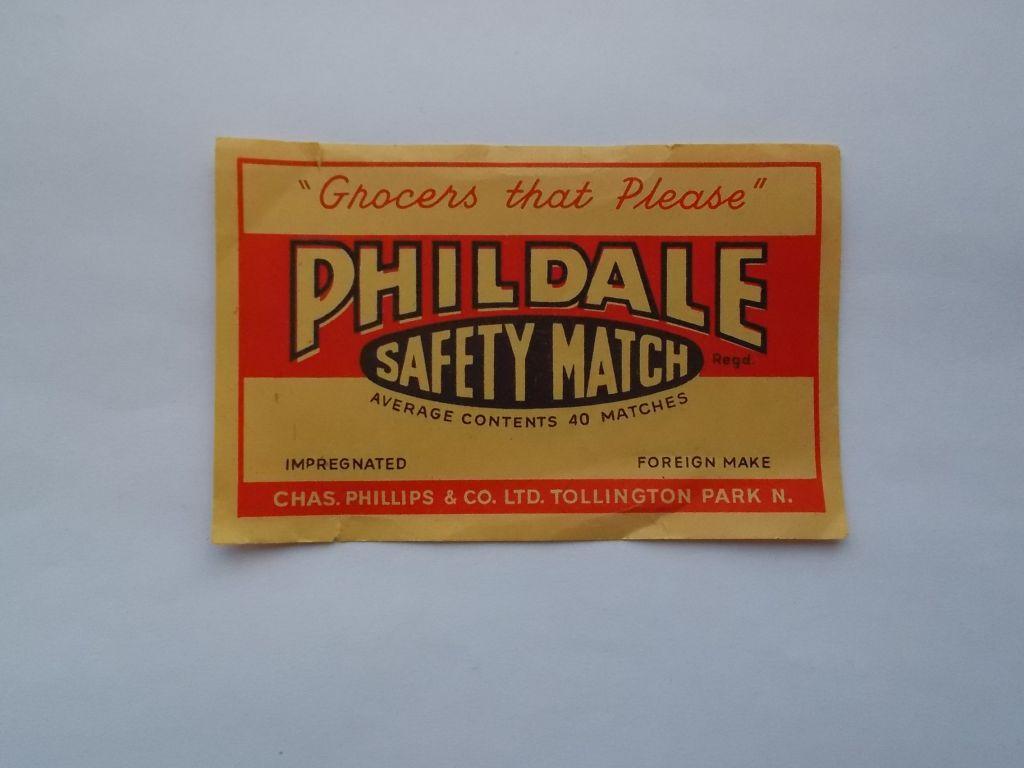 "Grocers that Please"
PHILDALE
SAFETY MATCH
Regd.
AVERAGE CONTENTS 40 MATCHES
IMPREGNATED
FOREIGN MAKE
CHAS. PHILLIPS & CO. LTD. TOLLINGTON PARK N.